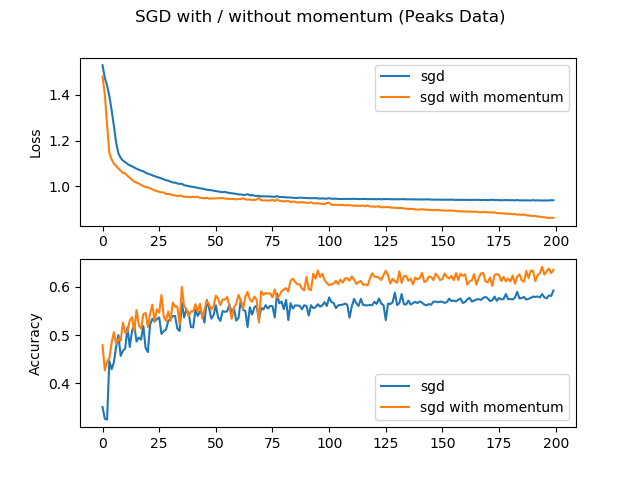 SGD with / without momentum (Peaks Data)
1.4
1.2
1.0
Loss
sgd
sgd with momentum
0 25 50 75 100 125 150 175 200
0.6
0.5
0.4
Accuracy
sgd
sgd with momentum
0 25 50 75 100 125 150 175 200